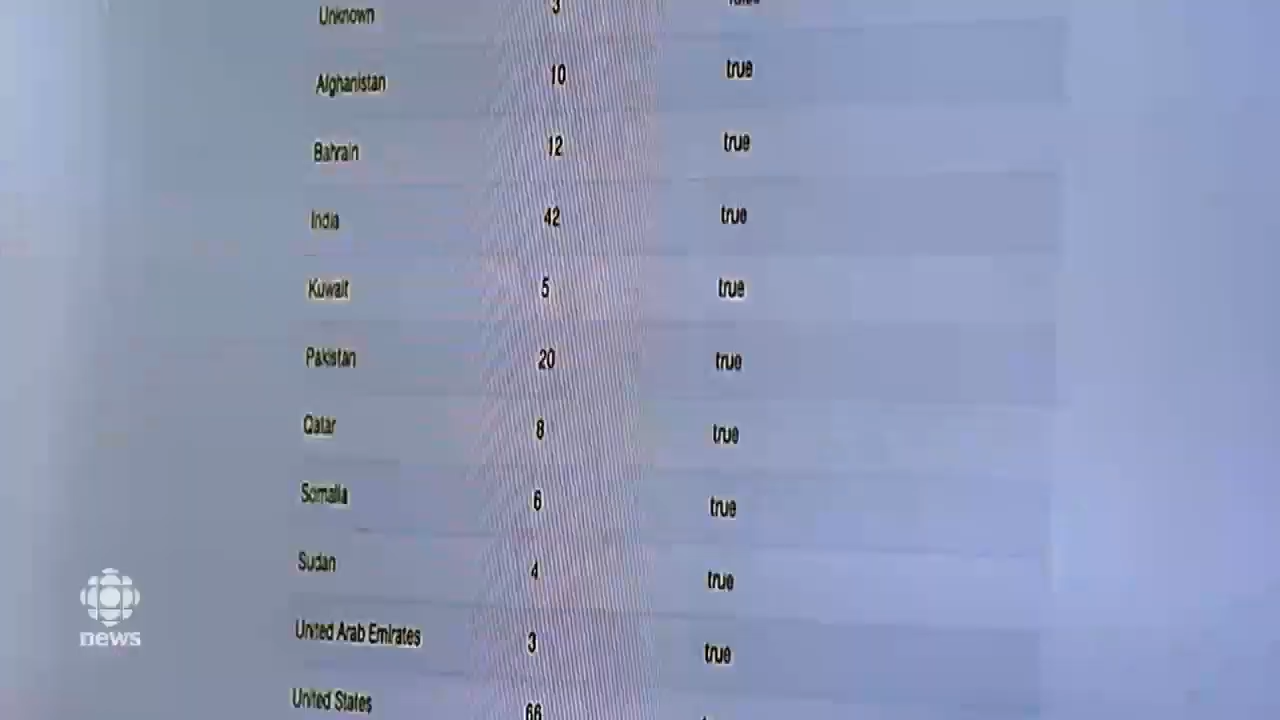 Unknown 3
Afghanistan 10 true
Bahrain 12 true
India 42 true
Kuwait 5 true
Pakistan 20 true
Qatar 8 true
Somalia 6 true
Sudan 4 true
United Arab Emirates 3 true
United States 66
news